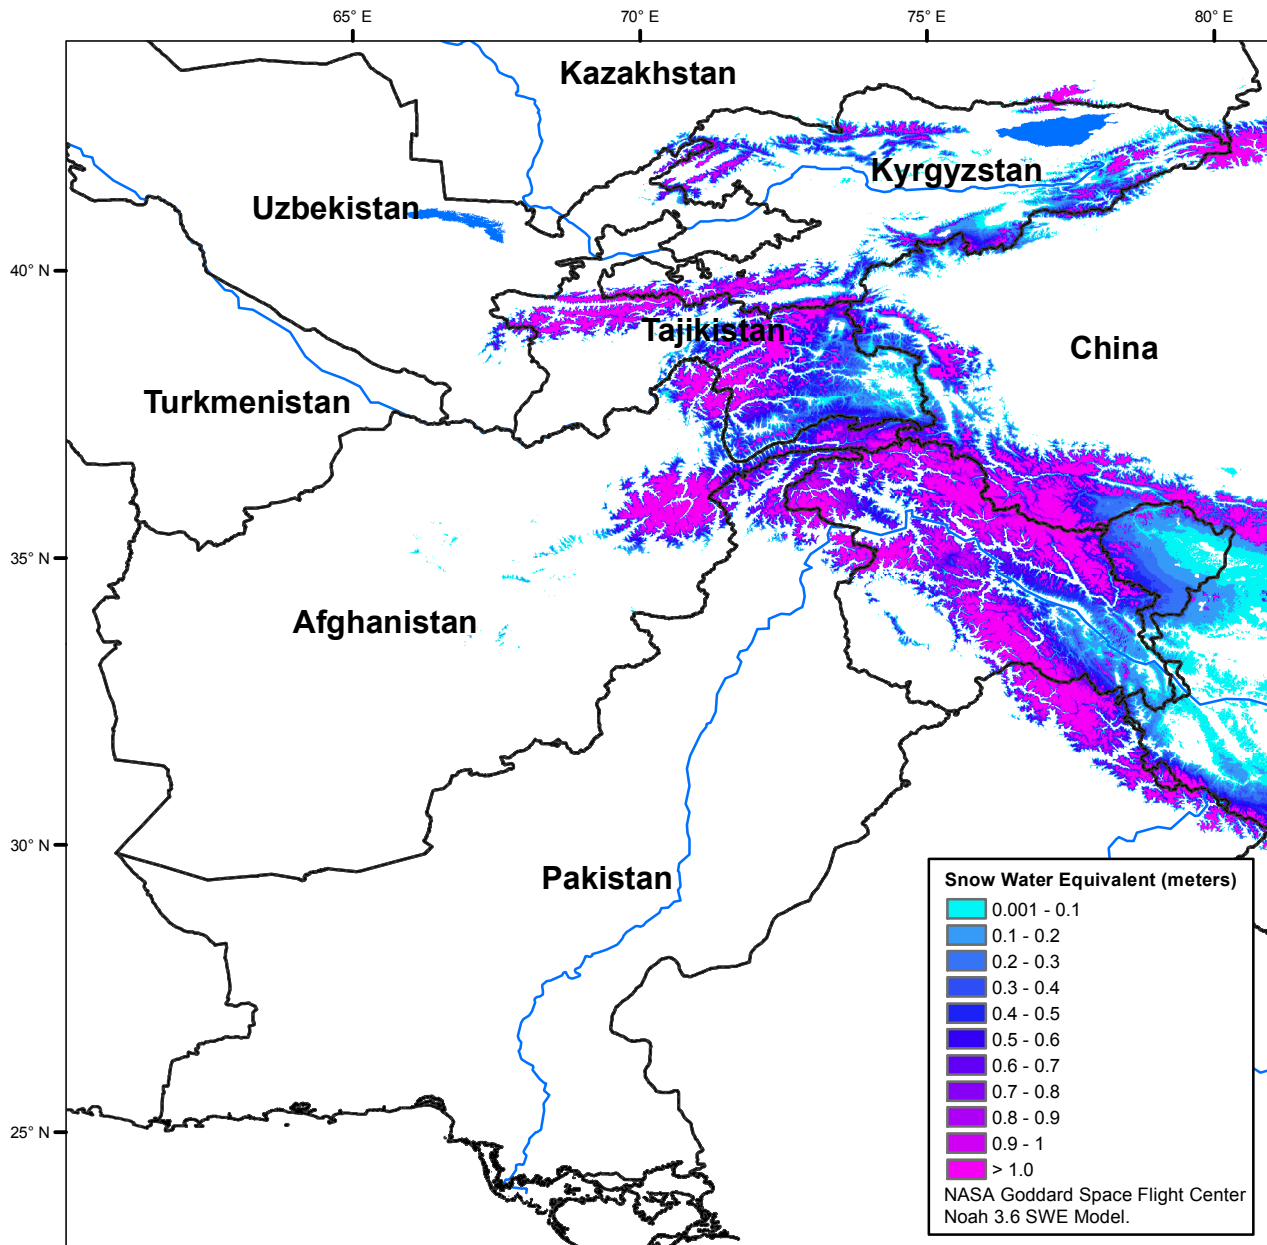 65° E
70° E
75° E
80° E
Kazakhstan
Kyrgyzstan
Uzbekistan
40° N
Tajikistan
China
Turkmenistan
35° N
Afghanistan
30° N
Pakistan
25° N
Snow Water Equivalent (meters)
0.001 - 0.1
0.1 - 0.2
0.2 - 0.3
0.3 - 0.4
0.4 - 0.5
0.5 - 0.6
0.6 - 0.7
0.7 - 0.8
0.8 - 0.9
0.9 - 1
> 1.0
NASA Goddard Space Flight Center
Noah 3.6 SWE Model.